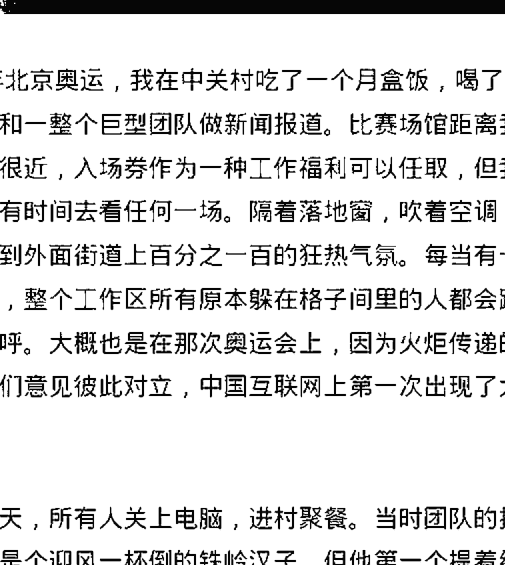 北京奥运，我在中关村吃了一个月盒饭，喝了
和一整个巨型团队做新闻报道。比赛场馆距离
很近，入场券作为一种工作福利可以任取，但
有时间去看任何一场。隔着落地窗，吹着空调
到外面街道上百分之一百的狂热气氛。每当有
，整个工作区所有原本躲在格子间里的人都会
呼。大概也是在那次奥运会上，因为火炬传递的
们意见彼此对立，中国互联网上第一次出现了
天，所有人关上电脑，进村聚餐。当时团队的
是个迎风一杯倒的铁岭汉子，但他第一个提着